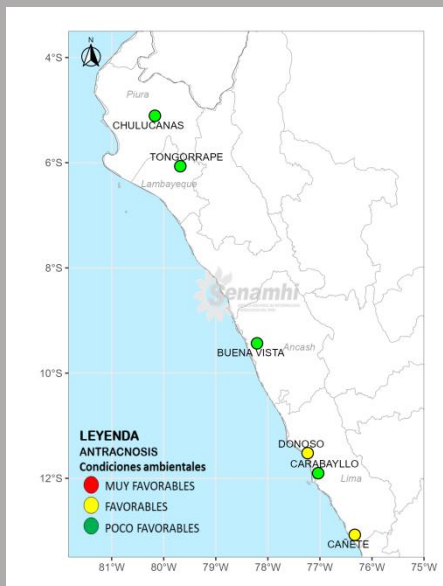 N
4°S
Piura
CHULUCANAS
TONGORRAPE
6°S
Lambayeque
8°S
Senamhi
BUENA VISTA
Ancash
10°S
DONOSO
CARABAYLLO
Lima
12°S
CAÑETE
LEYENDA
ANTRACNOSIS
Condiciones ambientales
MUY FAVORABLES
FAVORABLES
POCO FAVORABLES
81°W 80°W 79°W 78°W 77°W 76°W 75°W